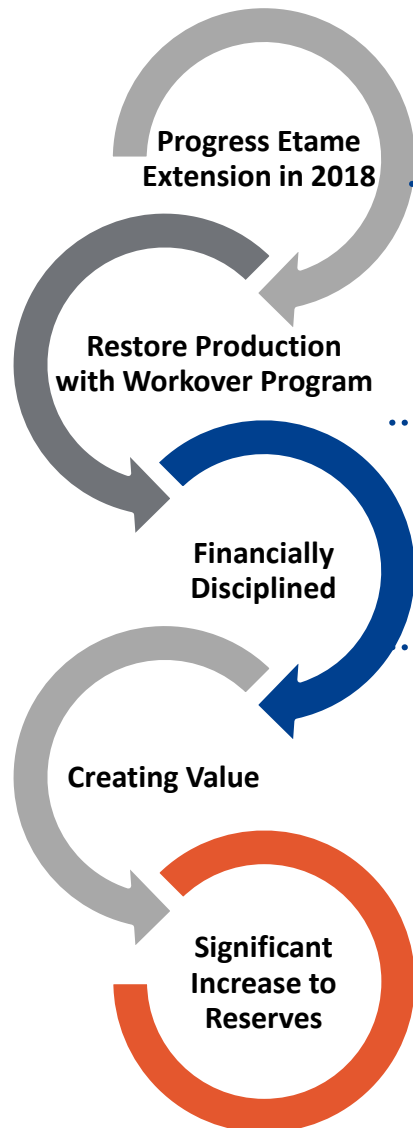 Progress Etame
Extension in 2018
Restore Production
with Workover Program
Financially
Disciplined
Creating Value
Significant
Increase to
Reserves